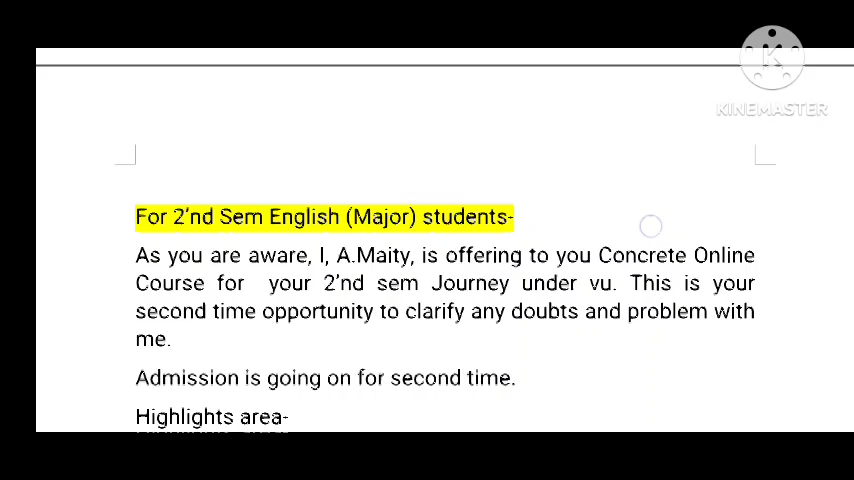 KINEMASTER
For 2'nd Sem English (Major) students-
As you are aware, I, A.Maity, is offering to you Concrete Online
Course for your 2'nd sem Journey under vu. This is your
second time opportunity to clarify any doubts and problem with
me.
Admission is going on for second time.
Highlights area-